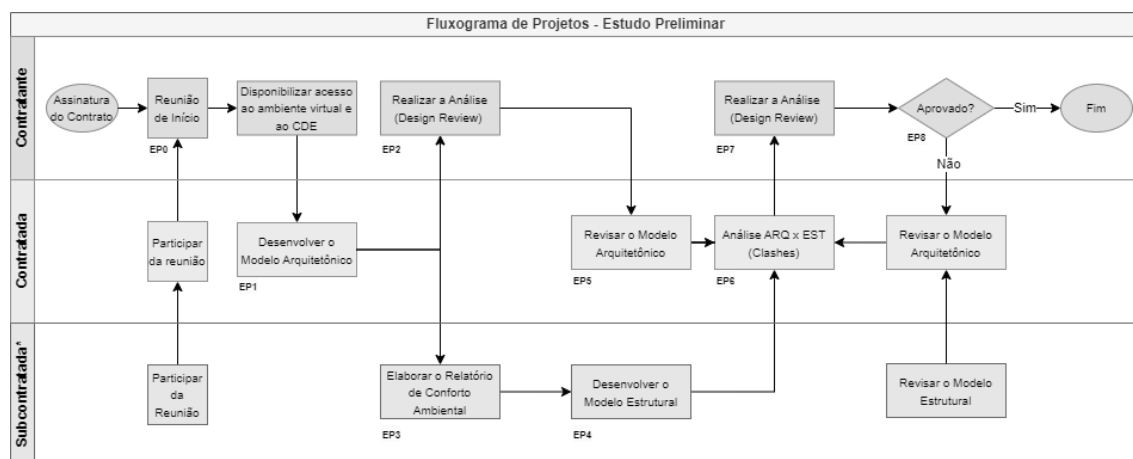 Fluxograma de Projetos - Estudo Preliminar
Contratante
Assinatura
do Contrato
Reunião
de Início
EP0
Disponibilizar acesso
ao ambiente virtual e
ao CDE
Realizar a Análise
(Design Review)
EP2
Realizar a Análise
(Design Review)
EP7
Aprovado?
EP8
Sim
Fim
Não
Contratada
Participar
da reunião
Desenvolver o
Modelo Arquitetônico
EP1
Revisar o Modelo
Arquitetônico
EP5
Análise ARQ x EST
(Clashes)
EP6
Revisar o Modelo
Arquitetônico
Subcontratada*
Participar
da
Reunião
Elaborar o Relatório
de Conforto
Ambiental
EP3
Desenvolver o
Modelo Estrutural
EP4
Revisar o Modelo
Estrutural